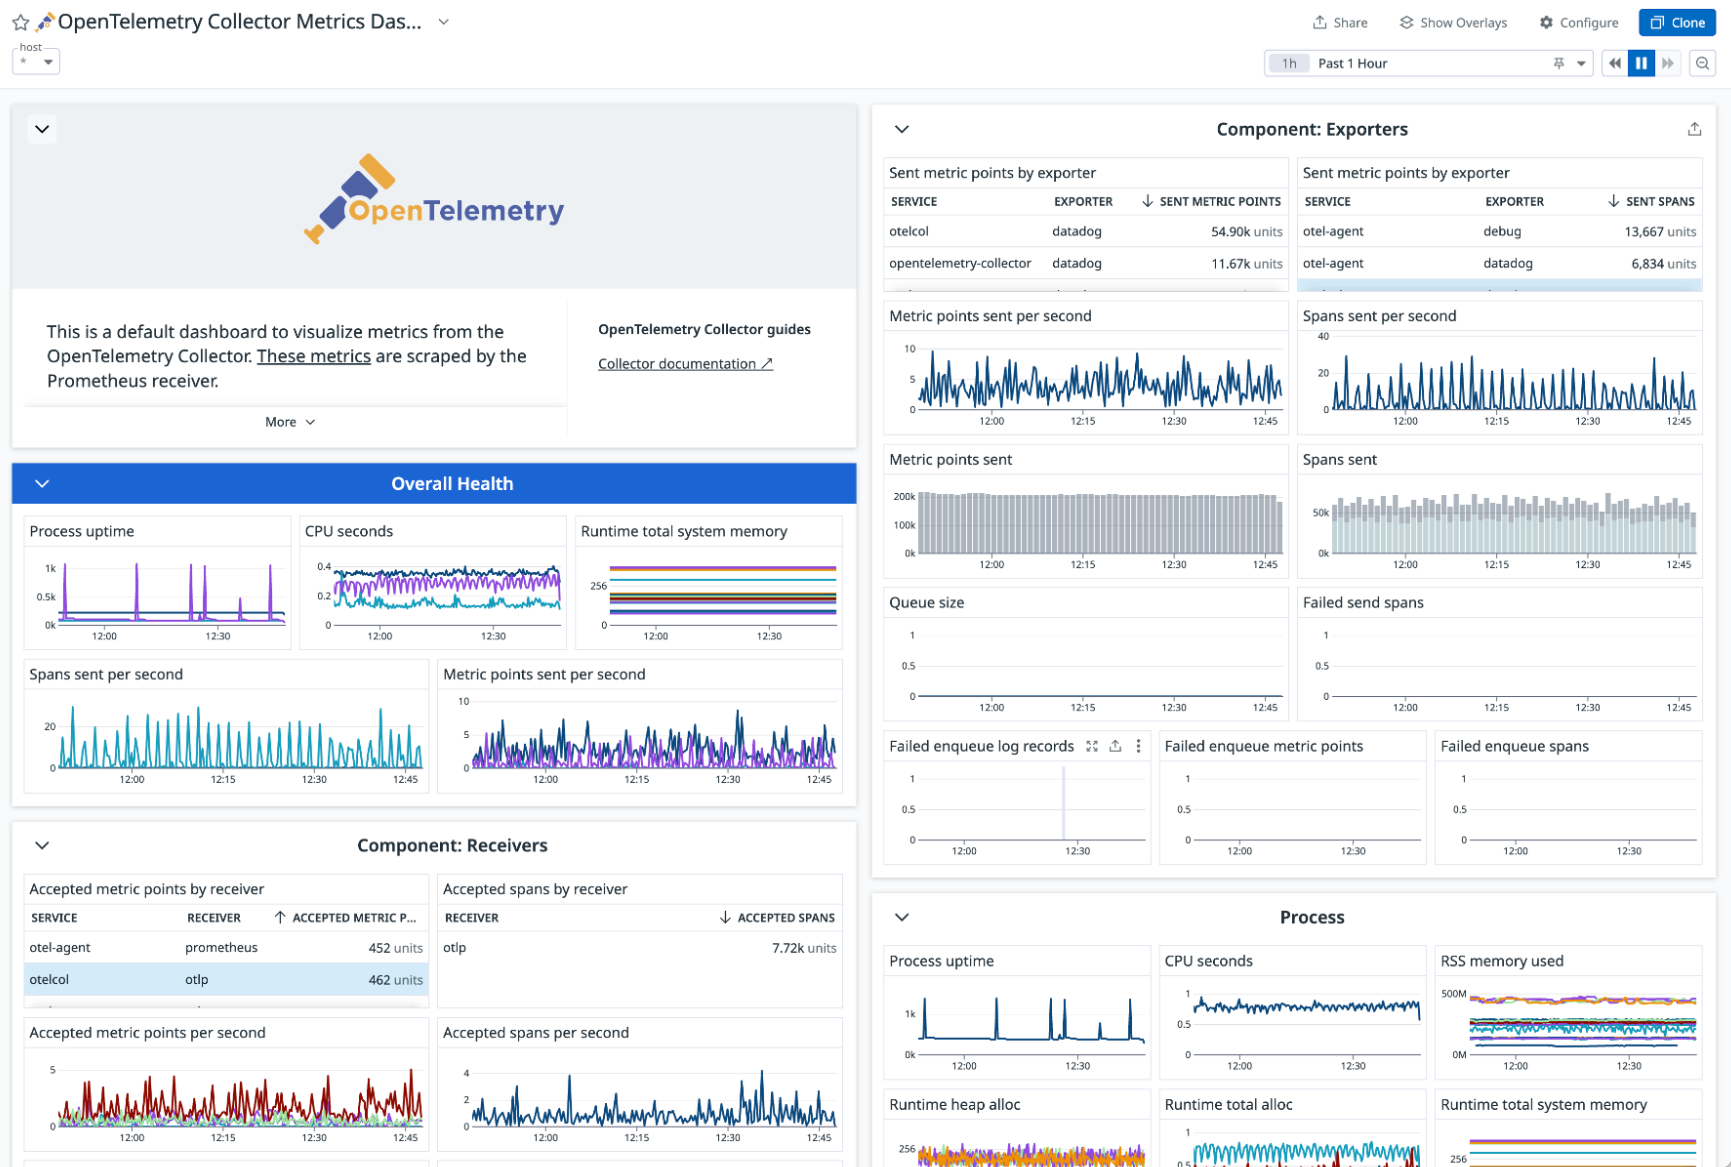 OpenTelemetry Collector Metrics Das...
Share
Show Overlays
Configure
Clone
host
*
1h Past 1 Hour
OpenTelemetry
This is a default dashboard to visualize metrics from the
OpenTelemetry Collector. These metrics are scraped by the
Prometheus receiver.
More
OpenTelemetry Collector guides
Collector documentation ↗
Overall Health
Process uptime
1k
0.5k
0k
12:00 12:30
CPU seconds
0.4
0.2
0
12:00 12:30
Runtime total system memory
256
0
12:00 12:30
Spans sent per second
20
0
12:00 12:15 12:30 12:45
Metric points sent per second
10
5
0
12:00 12:15 12:30 12:45
Component: Receivers
Accepted metric points by receiver
SERVICE RECEIVER ↑ ACCEPTED METRIC P...
otel-agent prometheus 452 units
otelcol otlp 462 units
Accepted spans by receiver
RECEIVER ↓ ACCEPTED SPANS
otlp 7.72k units
Accepted metric points per second
5
0
12:00 12:15 12:30 12:45
Accepted spans per second
4
2
0
12:00 12:15 12:30 12:45
Component: Exporters
Sent metric points by exporter
SERVICE EXPORTER ↓ SENT METRIC POINTS
otelcol datadog 54.90k units
opentelemetry-collector datadog 11.67k units
Sent metric points by exporter
SERVICE EXPORTER ↓ SENT SPANS
otel-agent debug 13,667 units
otel-agent datadog 6,834 units
Metric points sent per second
10
5
0
12:00 12:15 12:30 12:45
Spans sent per second
40
20
0
12:00 12:15 12:30 12:45
Metric points sent
200k
100k
0k
12:00 12:15 12:30 12:45
Spans sent
50k
0k
12:00 12:15 12:30 12:45
Queue size
1
0.5
0
12:00 12:15 12:30 12:45
Failed send spans
1
0.5
0
12:00 12:15 12:30 12:45
Failed enqueue log records
1
0.5
0
12:00 12:30
Failed enqueue metric points
1
0.5
0
12:00 12:30
Failed enqueue spans
1
0.5
0
12:00 12:30
Process
Process uptime
1k
0k
12:00 12:30
CPU seconds
1
0.5
0
12:00 12:30
RSS memory used
500M
0M
12:00 12:30
Runtime heap alloc
256
Runtime total alloc
1
0.5
Runtime total system memory
256